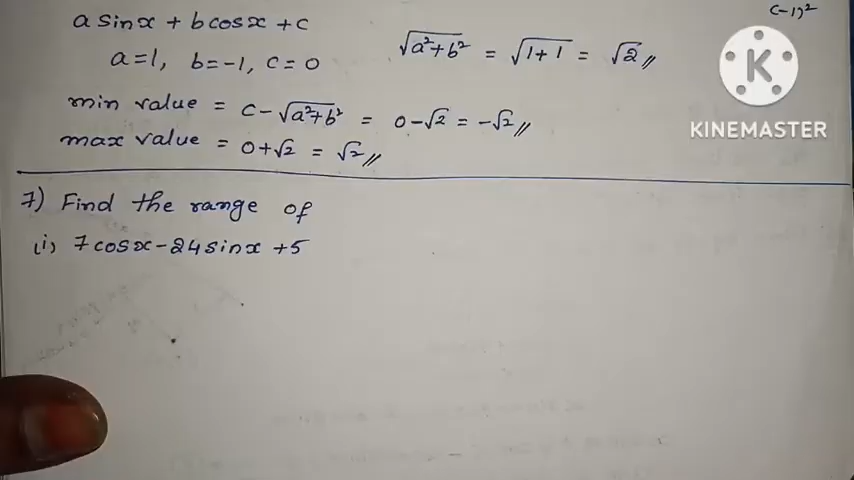 (-1)²
a sinx + b cosx + c
a=1, b=-1, c=0
√a²+b² = √1+1 = √2 //
min value = c-√a²+b² = 0-√2 = -√2 //
max value = 0+√2 = √2 //
K
KINEMASTER
7) Find the range of
(i) 7cosx-24sinx+5